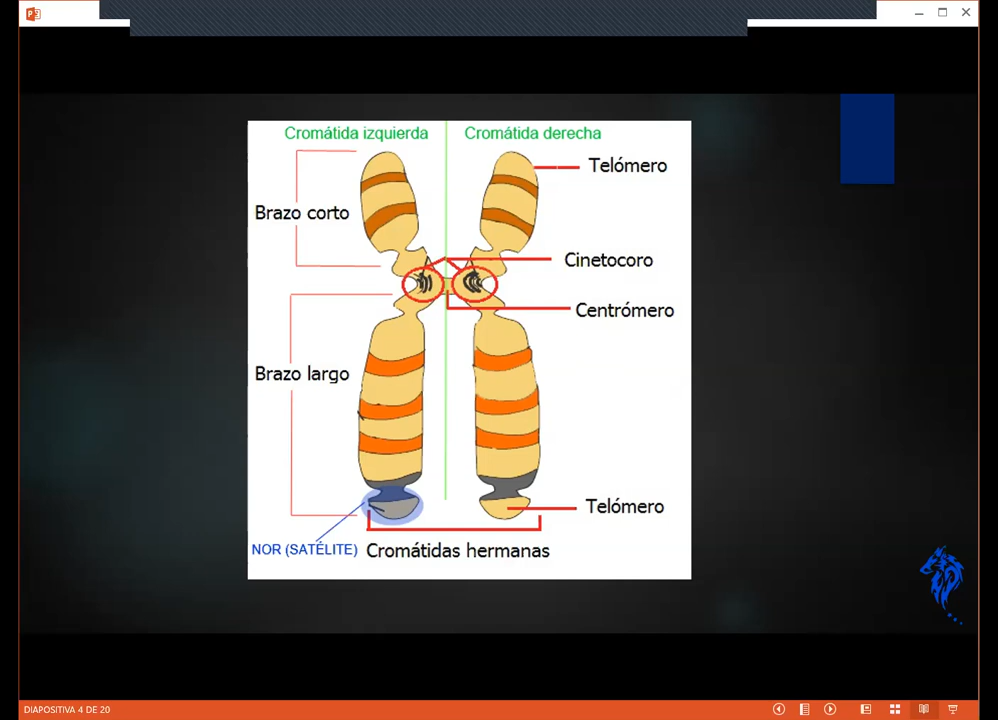 Cromátida izquierda
Cromátida derecha
Telómero
Brazo corto
Cinetocoro
Centrómero
Brazo largo
Telómero
NOR (SATÉLITE)
Cromátidas hermanas
DIAPOSITIVA 4 DE 20